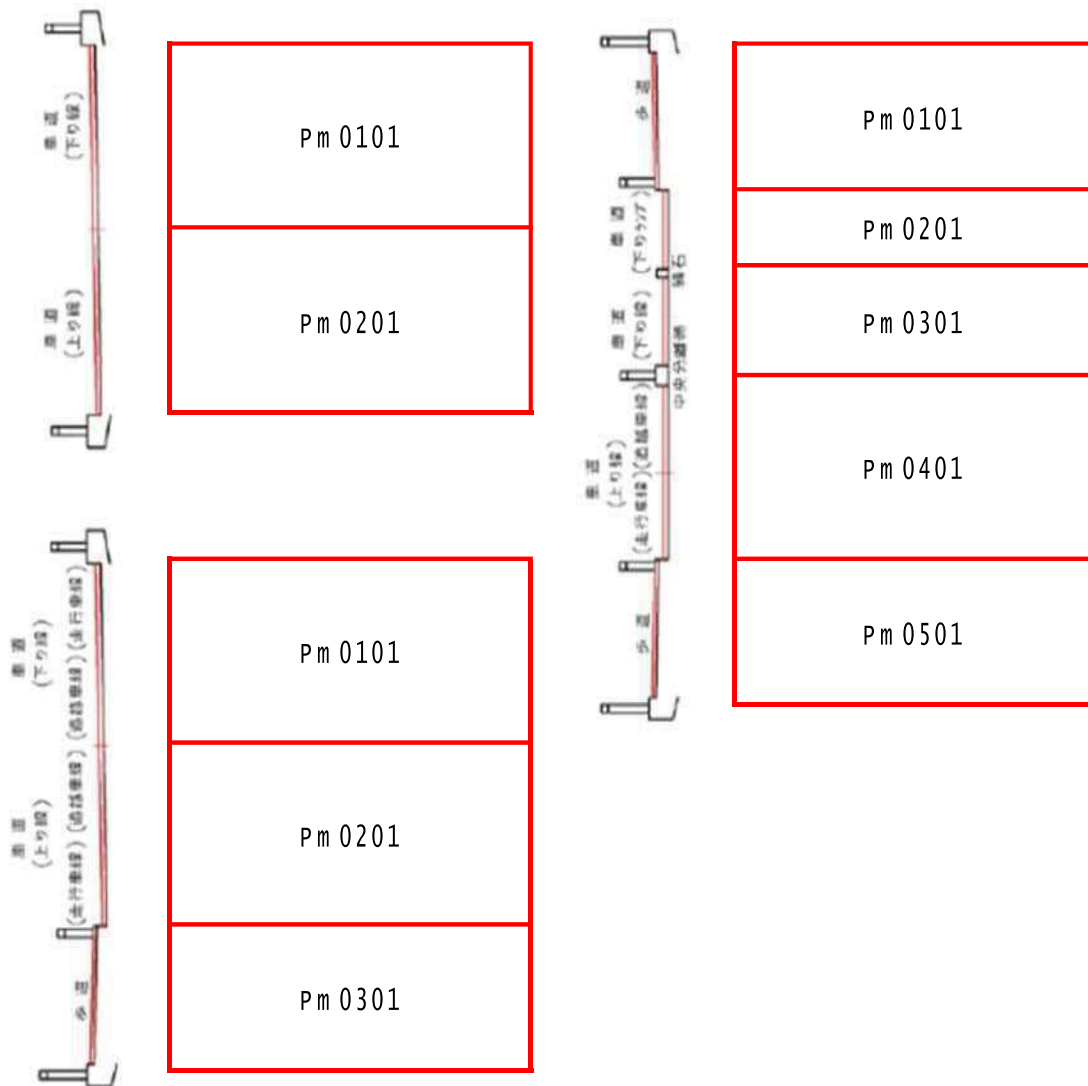 車道
(下り線)
車道
(上り線)
Pm0101
Pm0201
歩道
車道
(下りランプ)
縁石
車道
(下り線)
中央分離帯
車道
(上り線)
(走行車線)(追越車線)
歩道
Pm0101
Pm0201
Pm0301
Pm0401
Pm0501
車道
(下り線)
(追越車線)(走行車線)
車道
(上り線)
(走行車線)(追越車線)
歩道
Pm0101
Pm0201
Pm0301